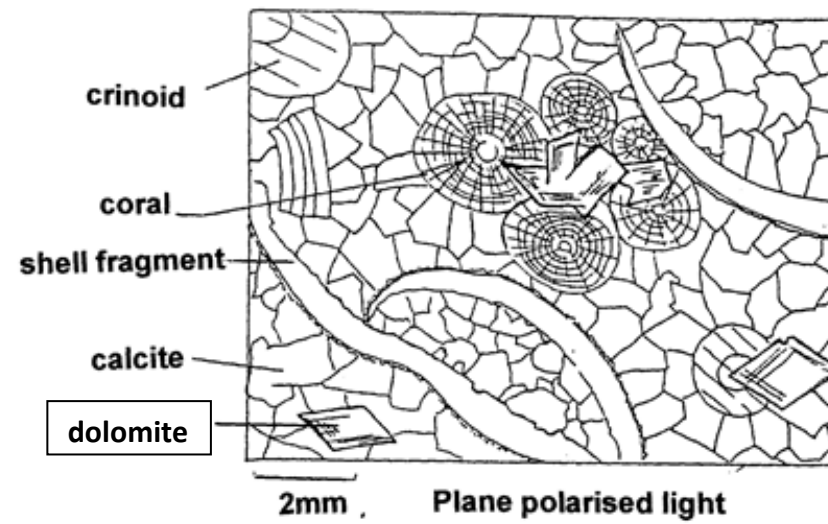 crinoid
coral
shell fragment
calcite
dolomite
2mm
Plane polarised light